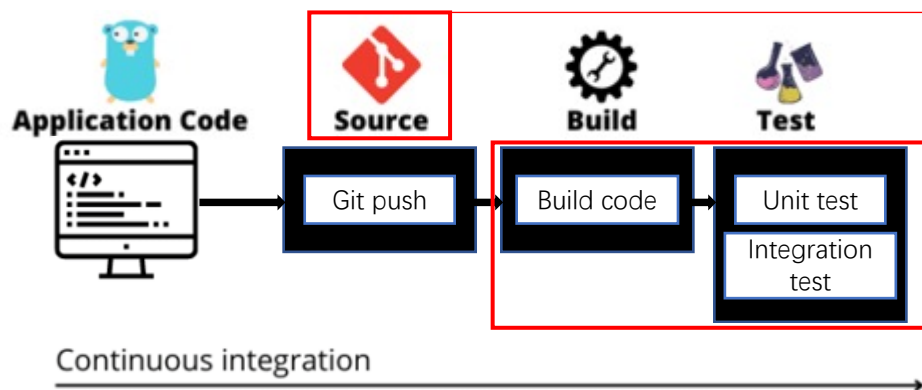 Application Code
Source
Build
Test
</>
Git push
Build code
Unit test
Integration
test
Continuous integration